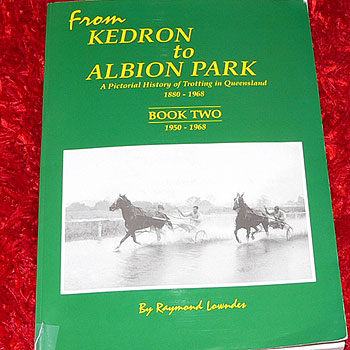 From
KEDRON
to
ALBION PARK
A Pictorial History of Trotting in Queensland
1880 - 1968
BOOK TWO
1950 - 1968
By Raymond Lowndes